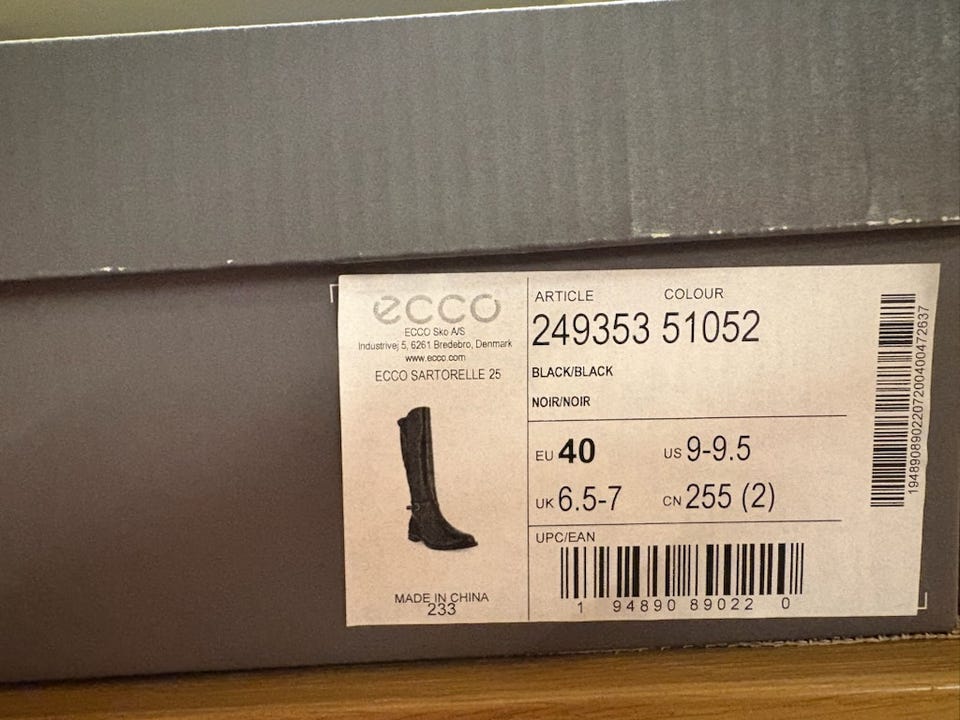 ecco
ECCO Sko A/S
Industrivej 5, 6261 Bredebro, Denmark
www.ecco.com
ECCO SARTORELLE 25
MADE IN CHINA
233
ARTICLE COLOUR
249353 51052
BLACK/BLACK
NOIR/NOIR
EU 40 US 9-9.5
UK 6.5-7 CN 255 (2)
UPC/EAN
1 94890 89022 0
194890890220720040047 2637